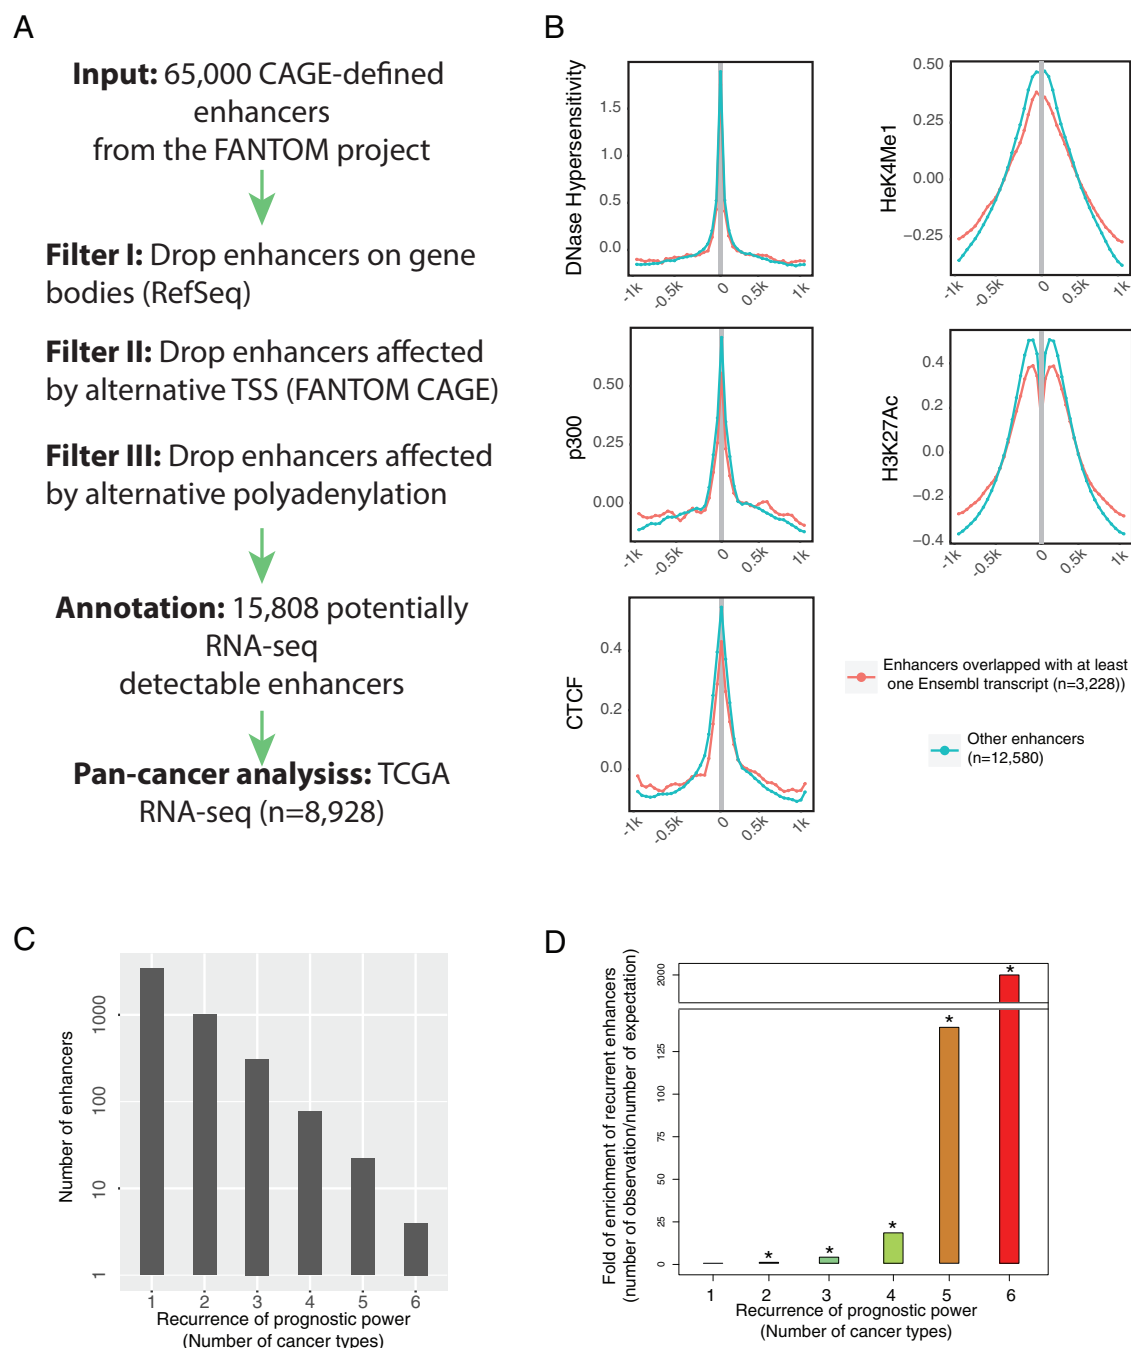 A
Input: 65,000 CAGE-defined
enhancers
from the FANTOM project
Filter I: Drop enhancers on gene
bodies (RefSeq)
Filter II: Drop enhancers affected
by alternative TSS (FANTOM CAGE)
Filter III: Drop enhancers affected
by alternative polyadenylation
Annotation: 15,808 potentially
RNA-seq
detectable enhancers
Pan-cancer analysiss: TCGA
RNA-seq (n=8,928)
B
DNase Hypersensitivity
1.5
1.0
0.5
0.0
-1k
-0.5k
0
0.5k
1k
HeK4Me1
0.50
0.25
0.00
−0.25
-1k
-0.5k
0
0.5k
1k
p300
0.50
0.25
0.00
-1k
-0.5k
0
0.5k
1k
H3K27Ac
0.4
0.2
0.0
−0.2
−0.4
-1k
-0.5k
0
0.5k
1k
CTCF
0.4
0.2
0.0
-1k
-0.5k
0
0.5k
1k
Enhancers overlapped with at least
one Ensembl transcript (n=3,228))
Other enhancers
(n=12,580)
C
Number of enhancers
1000
100
10
1
1 2 3 4 5 6
Recurrence of prognostic power
(Number of cancer types)
D
Fold of enrichment of recurrent enhancers
(number of observation/number of expectation)
2000
125
100
75
50
25
0
* * * * *
1 2 3 4 5 6
Recurrence of prognostic power
(Number of cancer types)